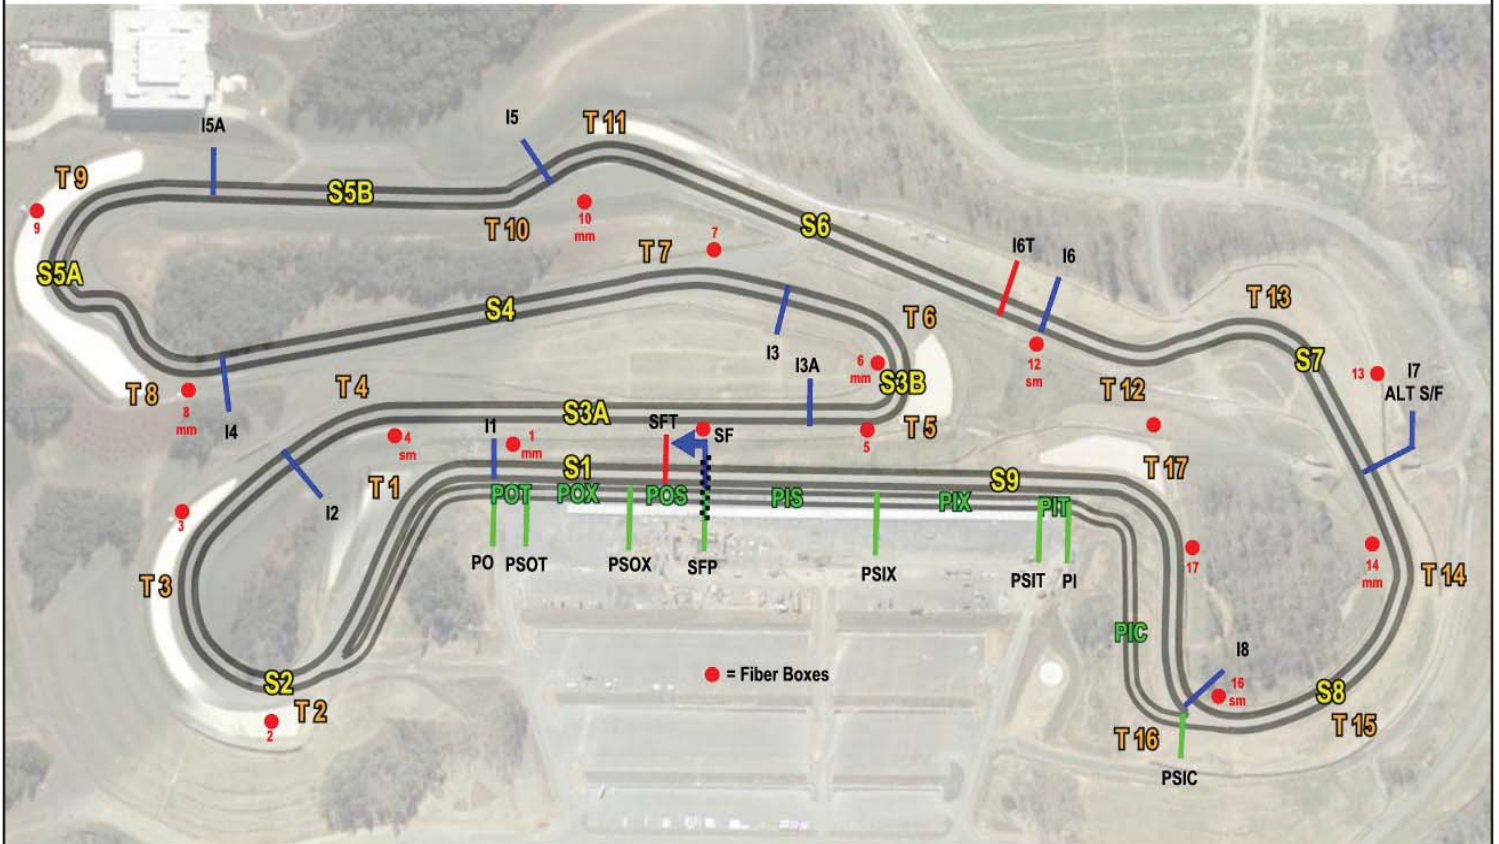 I5A
I5
T 11
T 9
9
S5B
T 10
10
mm
7
T 7
S6
I6T
I6
S5A
S4
T 6
T 13
I3
I3A
6
mm
S3B
12
sm
T 12
S7
13
I7
ALT S/F
T 8
8
mm
I4
T 4
S3A
SFT
SF
5
T 5
4
sm
I1
1
mm
S1
S9
T 17
T 1
I2
3
POT
POX
POS
PIS
PIX
PIT
PO
PSOT
PSOX
SFP
PSIX
PSIT
PI
17
14
mm
T 14
T 3
PIC
I8
16
sm
S8
T 15
= Fiber Boxes
S2
T 2
2
T 16
PSIC